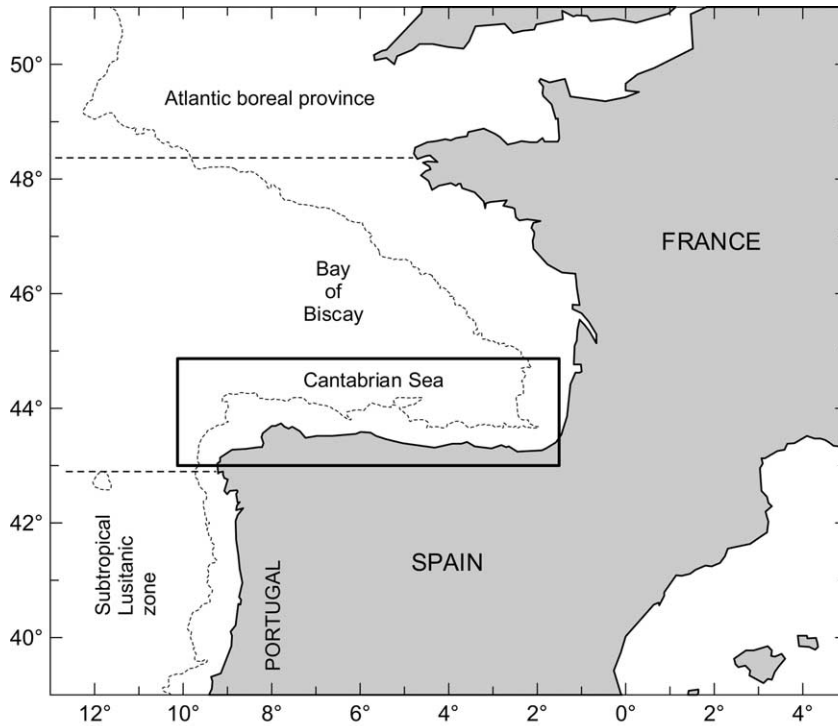 50°
48°
46°
44°
42°
40°
Atlantic boreal province
FRANCE
Bay
of
Biscay
Cantabrian Sea
Subtropical
Lusitanic
zone
PORTUGAL
SPAIN
12°
10°
8°
6°
4°
2°
0°
2°
4°